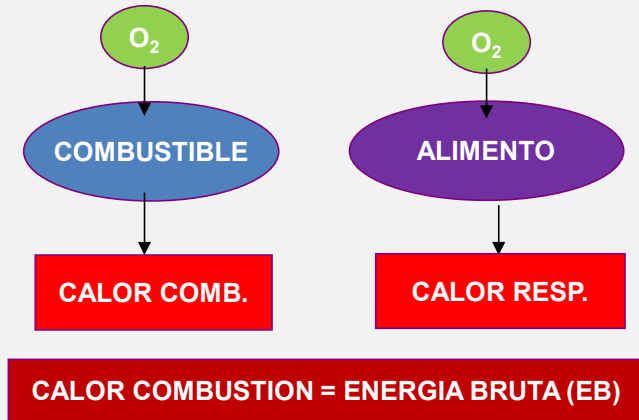 O₂
O₂
COMBUSTIBLE
ALIMENTO
CALOR COMB.
CALOR RESP.
CALOR COMBUSTION = ENERGIA BRUTA (EB)